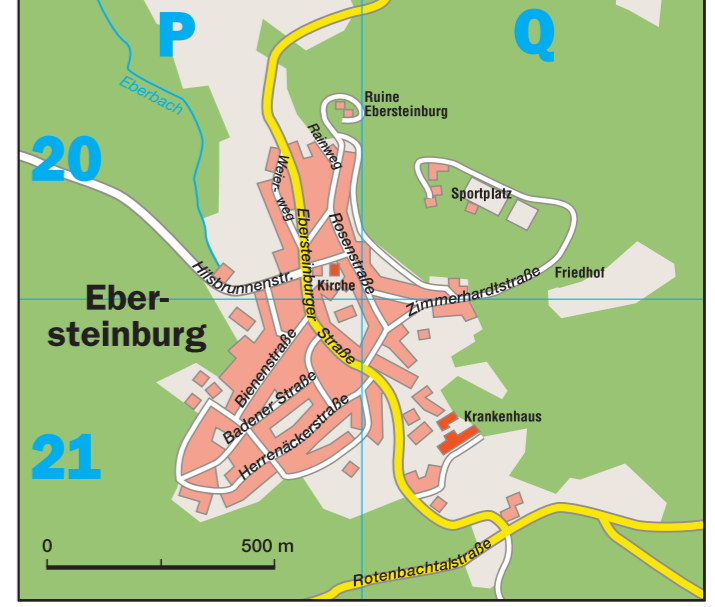 P
Q
Eberbach
Ruine
Ebersteinburg
20
Rainweg
Weier-
weg
Sportplatz
Ebersteinburger
Straße
Rosenstraße
Hilsbrunnenstr.
Kirche
Zimmerhardtstraße
Friedhof
Eber-
steinburg
Bienenstraße
Badener Straße
Herrenäckerstraße
Krankenhaus
21
0
500 m
Rotenbachtalstraße